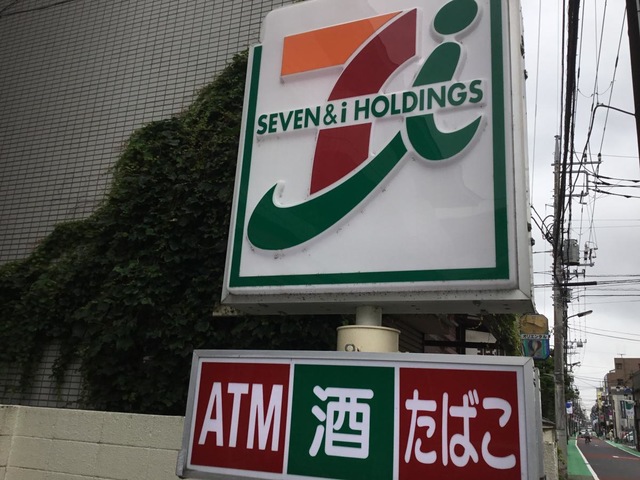 SEVEN & i HOLDINGS
ATM 酒 たばこ